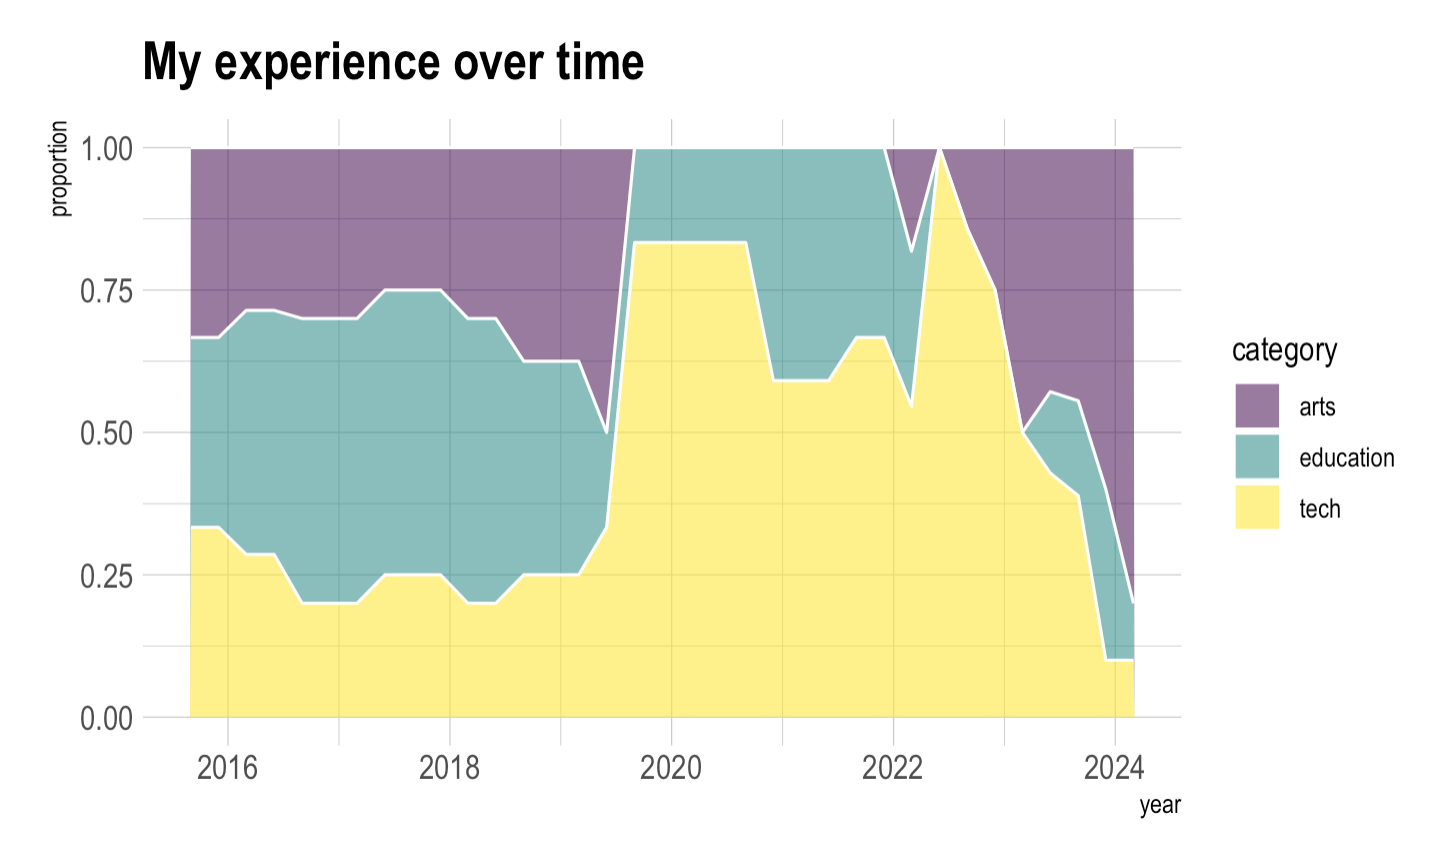 My experience over time
proportion
1.00
0.75
0.50
0.25
0.00
2016 2018 2020 2022 2024
year
category
arts
education
tech